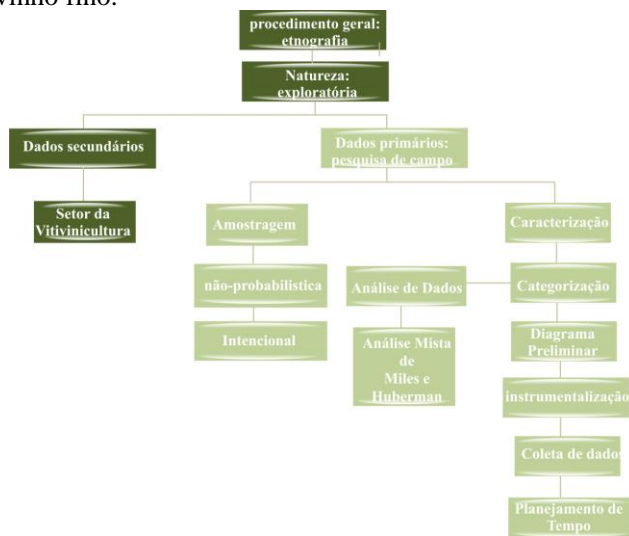 vinho fino.
procedimento geral:
etnografia
Natureza:
exploratória
Dados secundários
Dados primários:
pesquisa de campo
Setor da
Vitivinicultura
Amostragem
Caracterização
não-probabilística
Análise de Dados
Categorização
Intencional
Análise Mista
de
Miles e
Huberman
Diagrama
Preliminar
instrumentalização
Coleta de dados
Planejamento de
Tempo